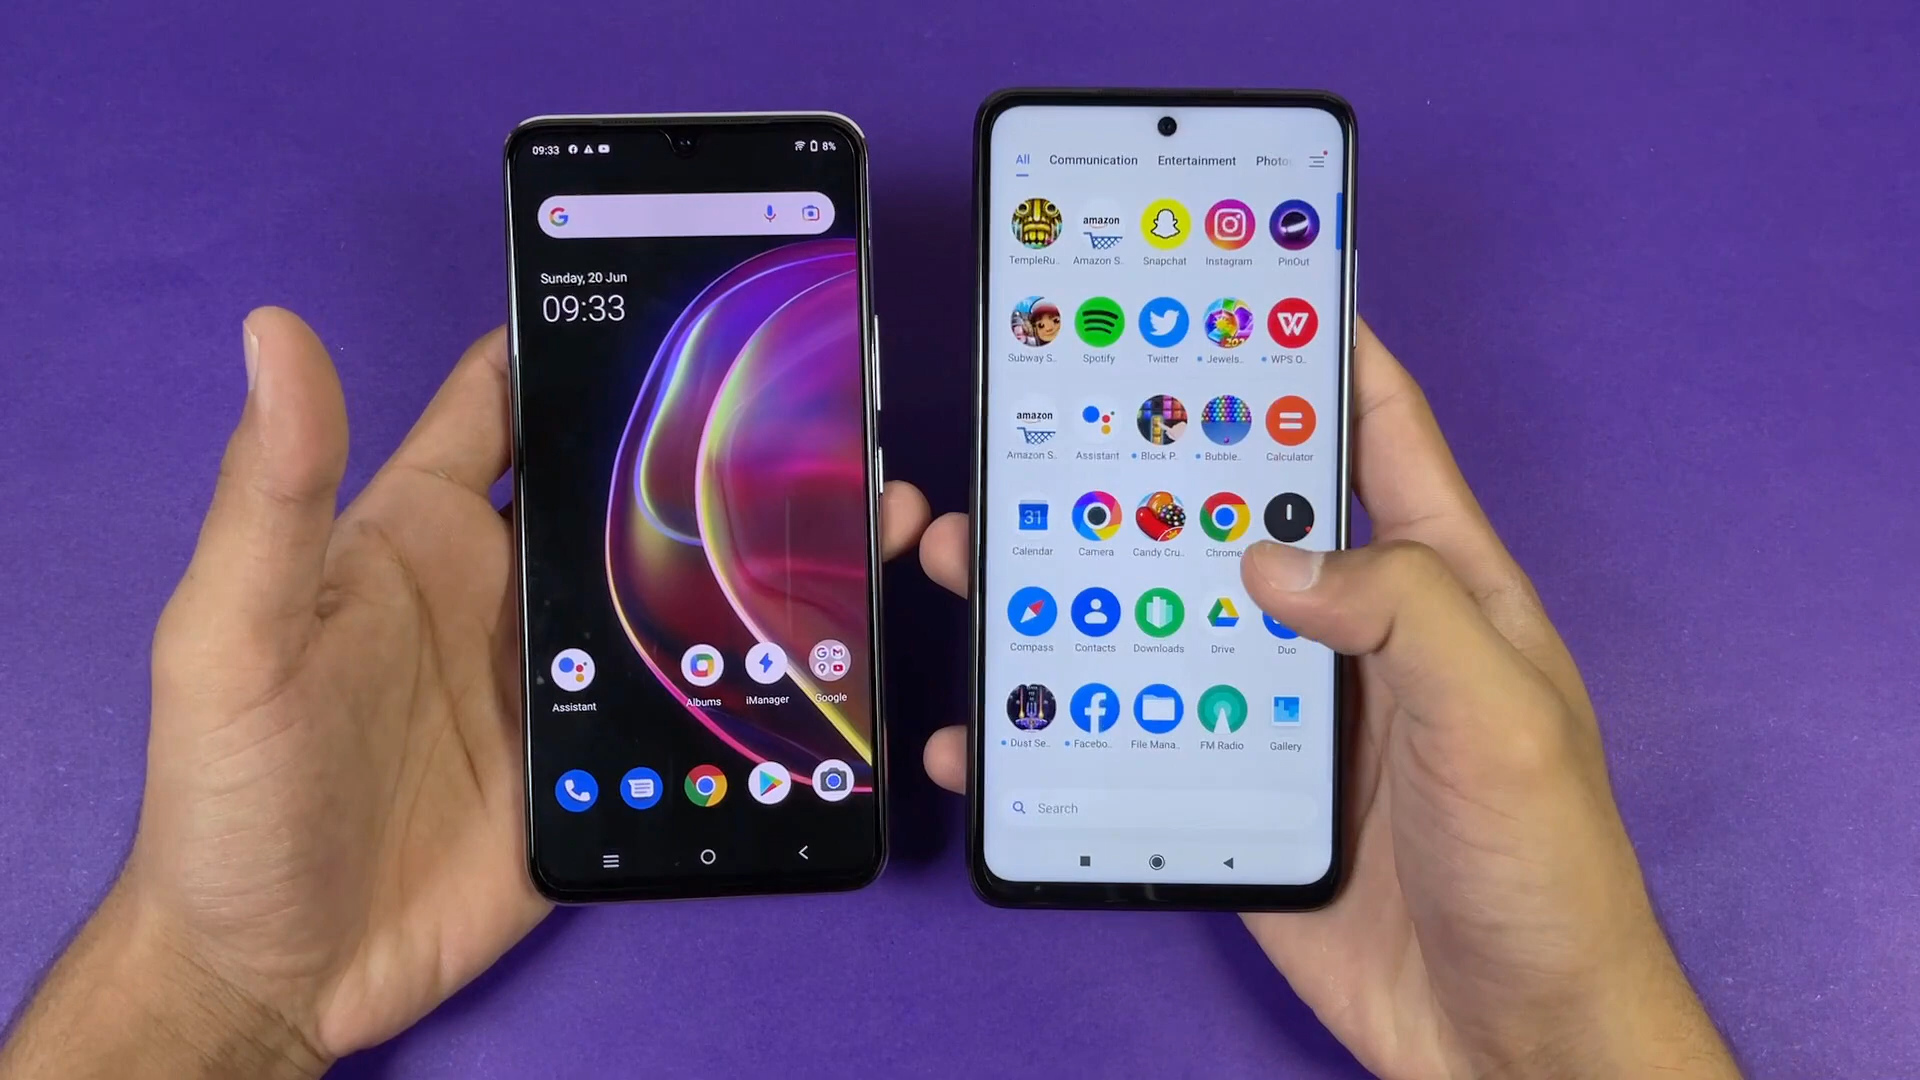 09:33
8%
Sunday, 20 Jun
09:33
Assistant
Albums
iManager
Google
All Communication Entertainment Photo
TempleRu..
amazon
Amazon S..
Snapchat
Instagram
PinOut
Subway S..
Spotify
Twitter
Jewels..
WPS O..
amazon
Amazon S..
Assistant
Block P..
Bubble..
Calculator
31
Calendar
Camera
Candy Cru..
Chrome
Compass
Contacts
Downloads
Drive
Duo
Dust Se..
Facebo..
File Mana..
FM Radio
Gallery
Search